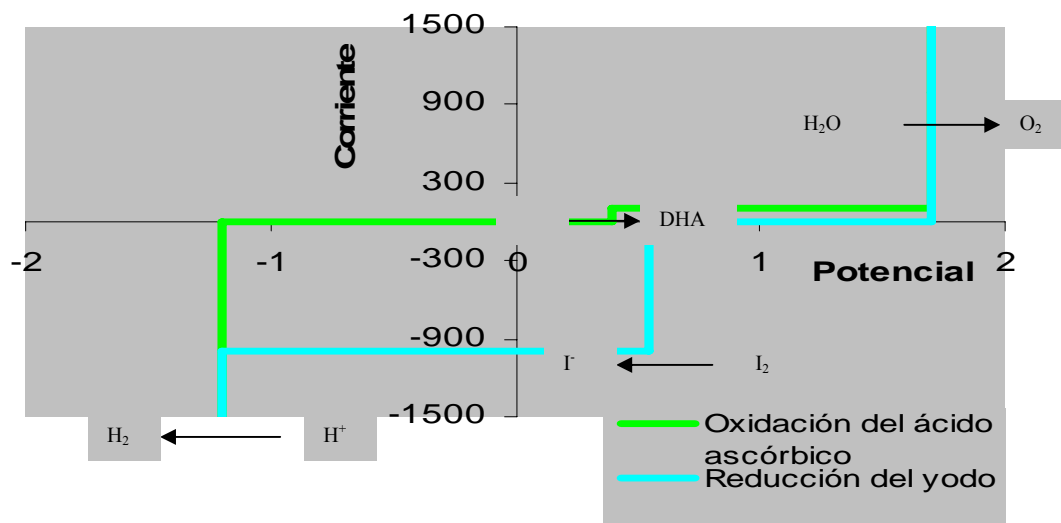 1500
Corriente
900
H₂O
O₂
300
DHA
-2
-1
0
1
2
-300
Potencial
-900
I⁻
I₂
-1500
H₂
H⁺
Oxidación del ácido
ascórbico
Reducción del yodo